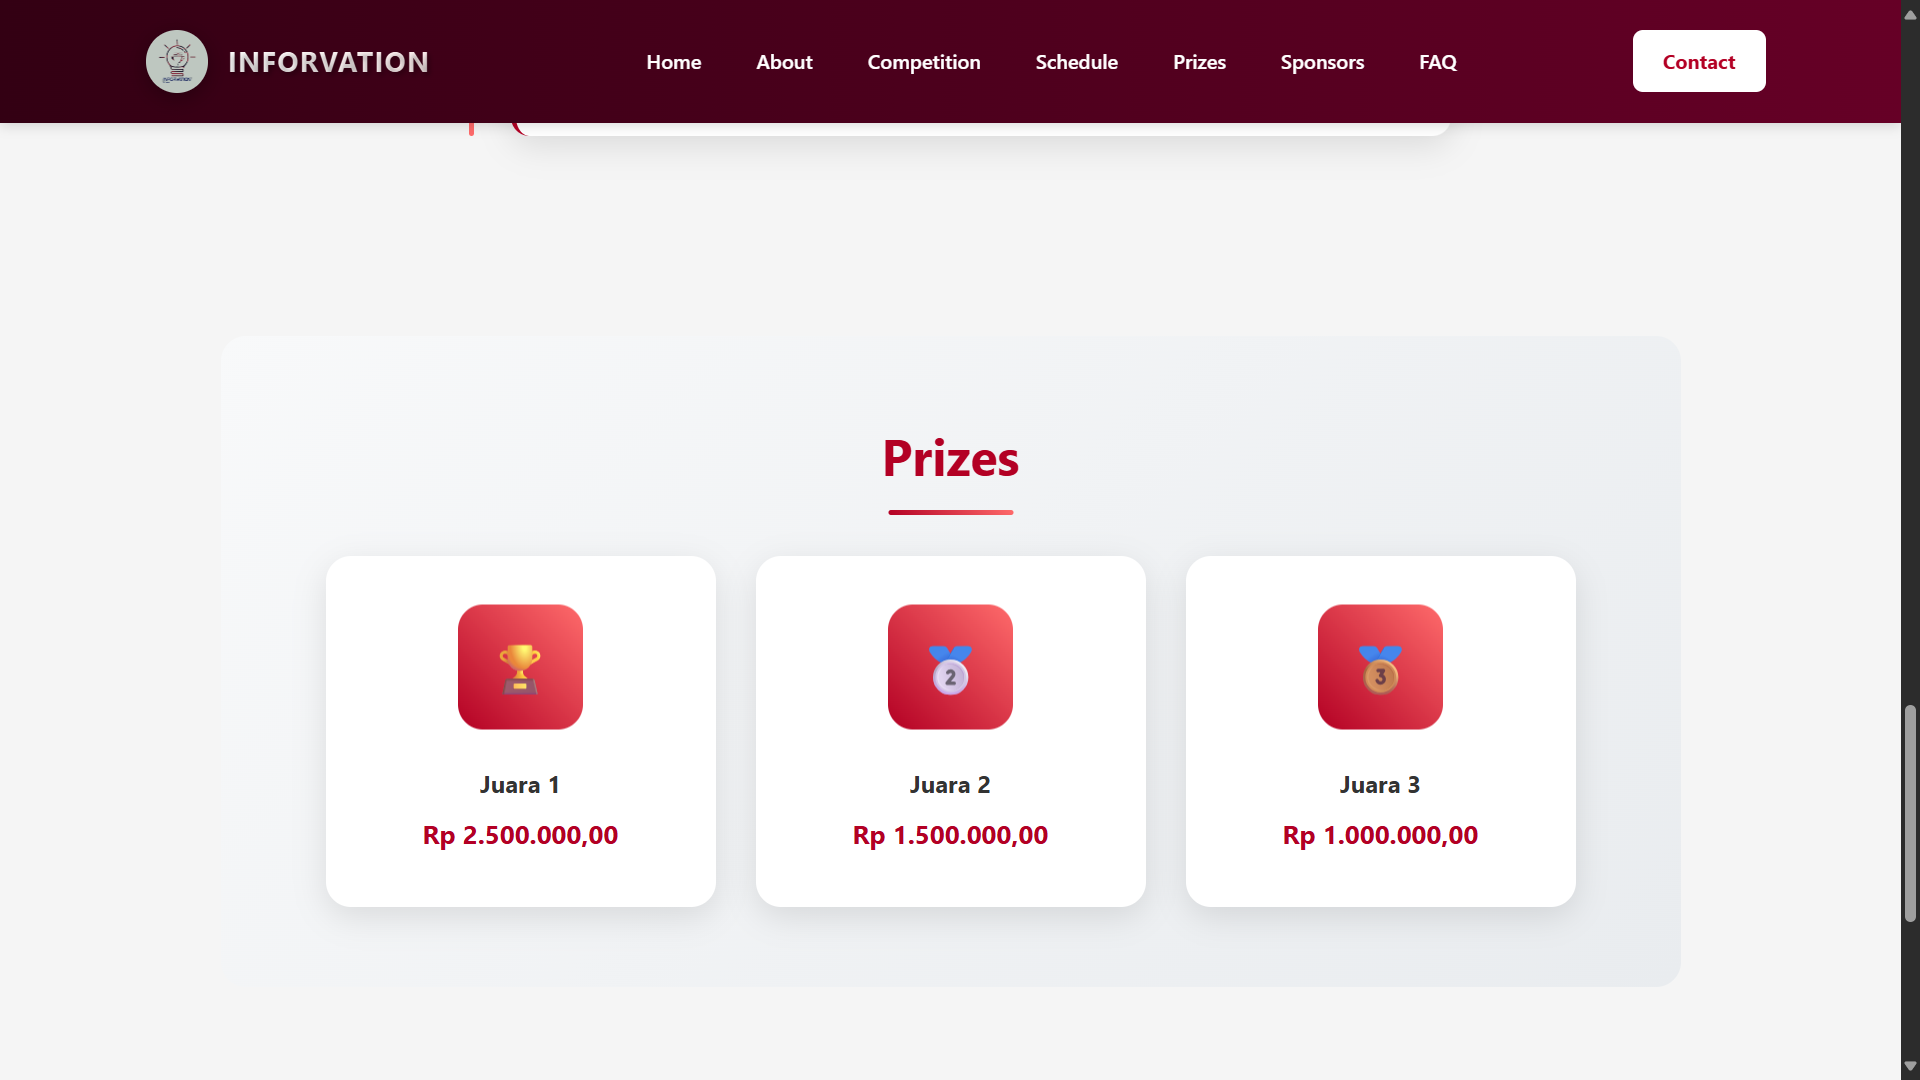 INFORVATION
Home
About
Competition
Schedule
Prizes
Sponsors
FAQ
Contact
Prizes
2
3
Juara 1
Juara 2
Juara 3
Rp 2.500.000,00
Rp 1.500.000,00
Rp 1.000.000,00